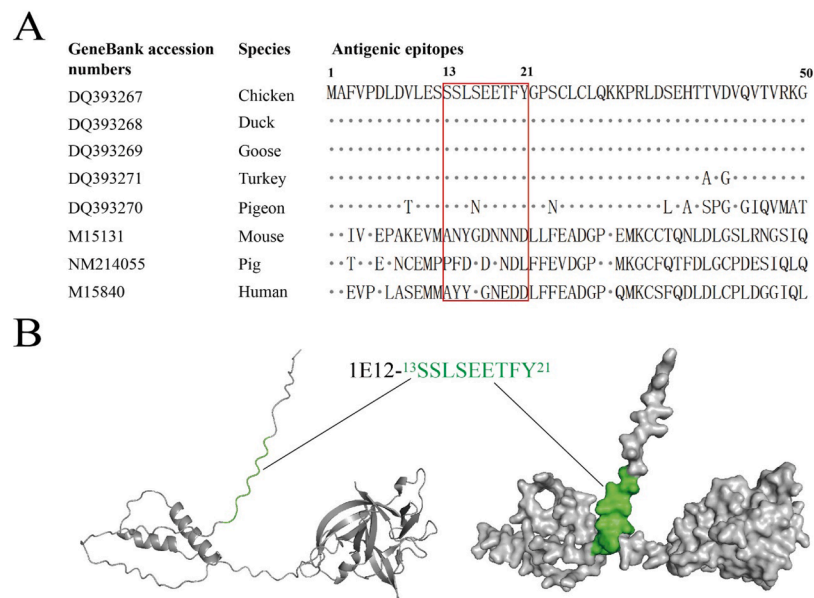 A
GeneBank accession numbers Species Antigenic epitopes
1 13 21 50
DQ393267 Chicken MAFVPDLDVLESSSLSEETFYGPSCLCLQKKPRLDSEHTTVDVQVTVRKG
DQ393268 Duck ··················································
DQ393269 Goose ··················································
DQ393271 Turkey ·······································A·G········
DQ393270 Pigeon ········T······N·······N···········L·A·SPG·GIQVMAT
M15131 Mouse ··IV·EPAKEVMANYGDNNNDLLFEADGP·EMKCCTQNLDLGSLRNGSIQ
NM214055 Pig ··T··E·NCEMPPFD·D·NDLFFEVDGP··MKGCFQTFDLGCPDESIQLQ
M15840 Human ··EVP·LASEMMAYY·GNEDDLFFEADGP·QMKCSFQDLDLCPLDGGIQL
B
1E12-¹³SSLSEETFY²¹